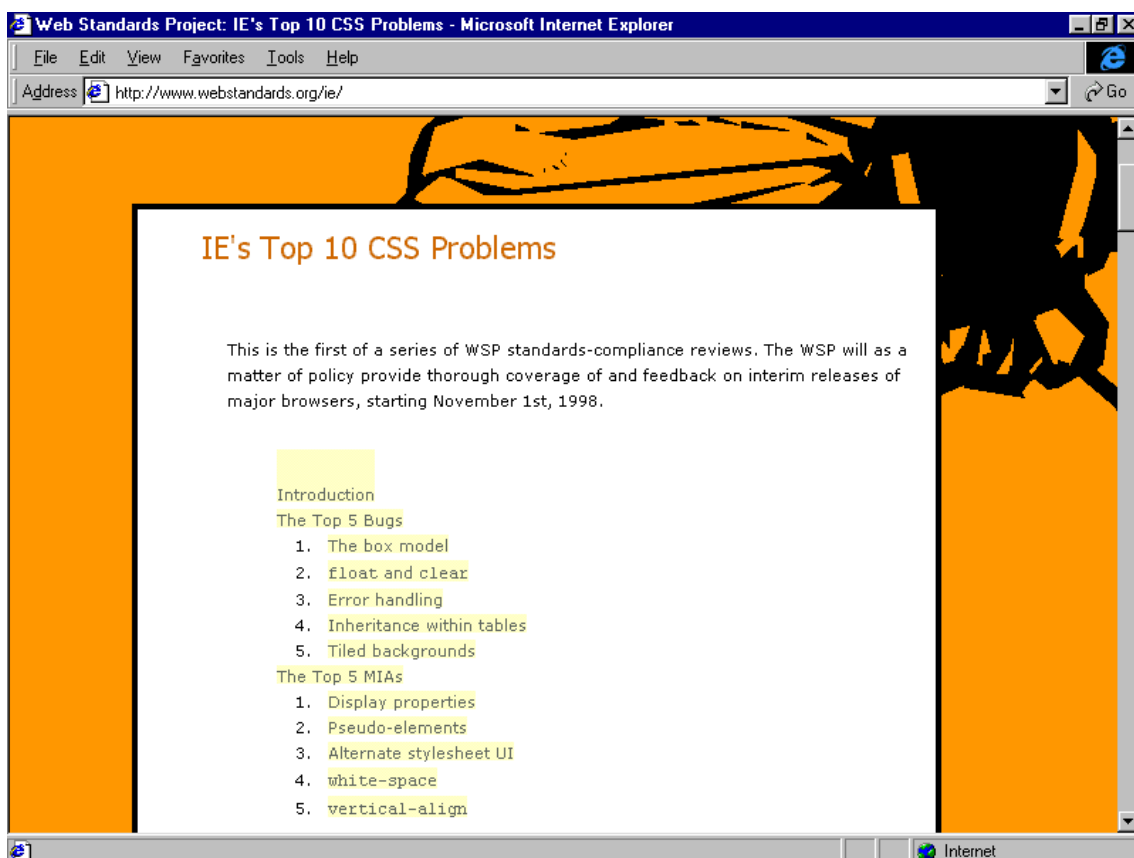 Web Standards Project: IE's Top 10 CSS Problems - Microsoft Internet Explorer
File Edit View Favorites Tools Help
Address http://www.webstandards.org/ie/ Go
IE's Top 10 CSS Problems
This is the first of a series of WSP standards-compliance reviews. The WSP will as a
matter of policy provide thorough coverage of and feedback on interim releases of
major browsers, starting November 1st, 1998.
Introduction
The Top 5 Bugs
1. The box model
2. float and clear
3. Error handling
4. Inheritance within tables
5. Tiled backgrounds
The Top 5 MIAs
1. Display properties
2. Pseudo-elements
3. Alternate stylesheet UI
4. white-space
5. vertical-align
Internet